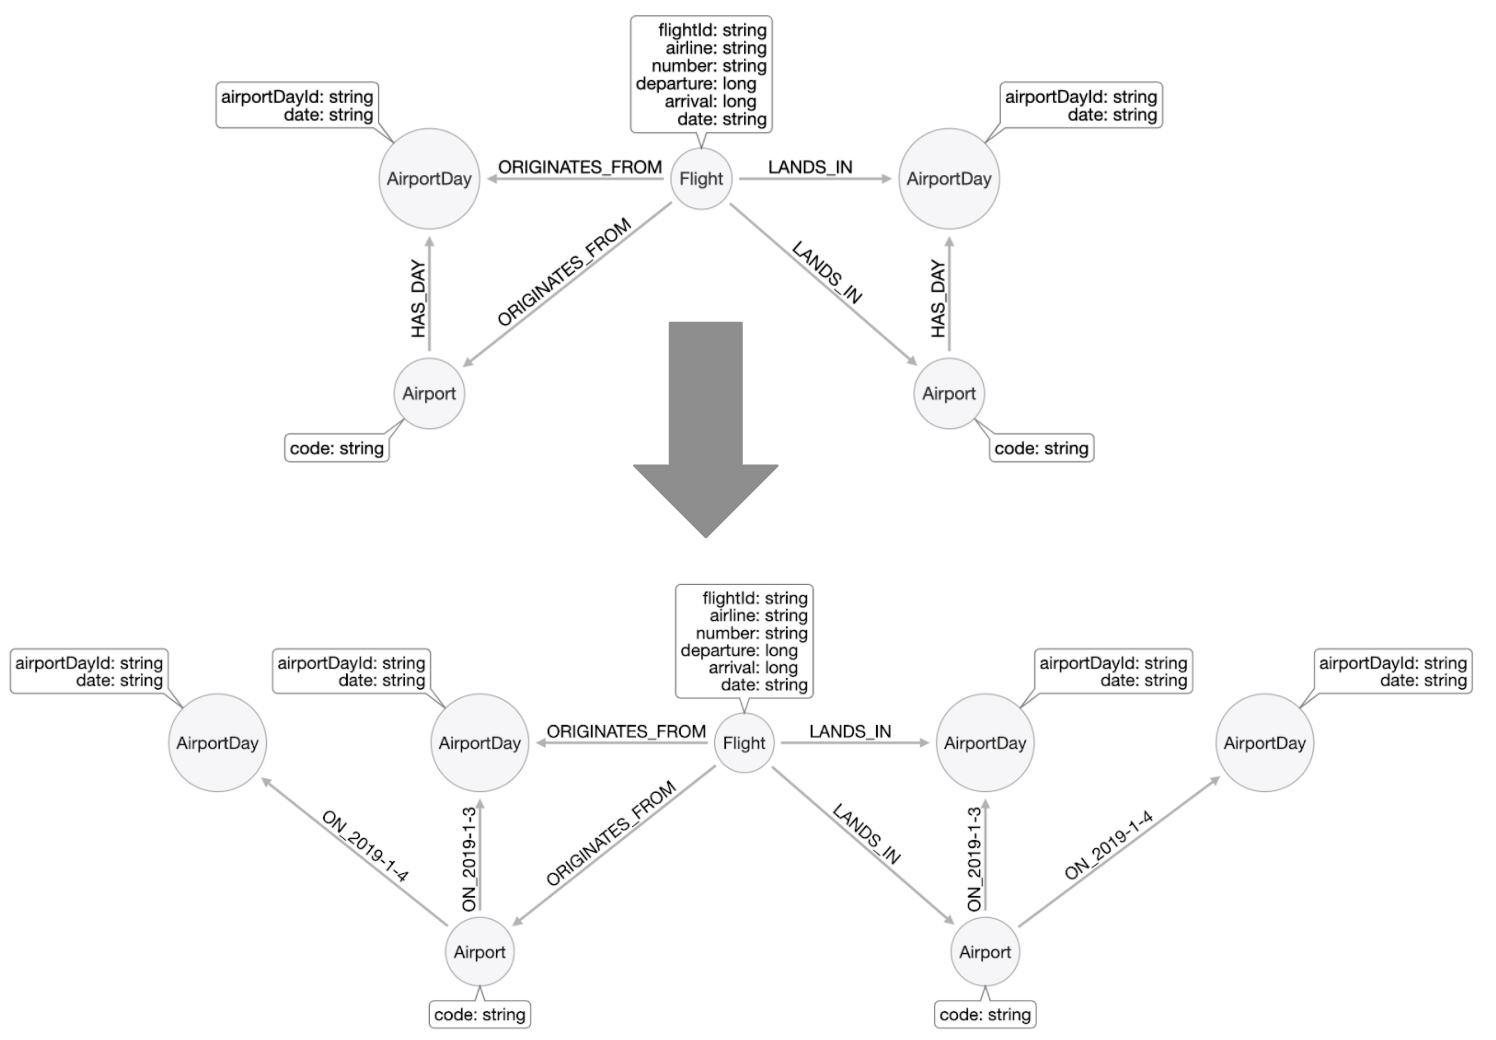 flightId: string
airline: string
number: string
departure: long
arrival: long
date: string
airportDayId: string
date: string
airportDayId: string
date: string
AirportDay
ORIGINATES_FROM
Flight
LANDS_IN
AirportDay
ORIGINATES_FROM
LANDS_IN
HAS_DAY
HAS_DAY
Airport
Airport
code: string
code: string
flightId: string
airline: string
number: string
departure: long
arrival: long
date: string
airportDayId: string
date: string
airportDayId: string
date: string
airportDayId: string
date: string
airportDayId: string
date: string
AirportDay
AirportDay
ORIGINATES_FROM
Flight
LANDS_IN
AirportDay
AirportDay
ON_2019-1-4
ON_2019-1-3
ORIGINATES_FROM
LANDS_IN
ON_2019-1-3
ON_2019-1-4
Airport
Airport
code: string
code: string